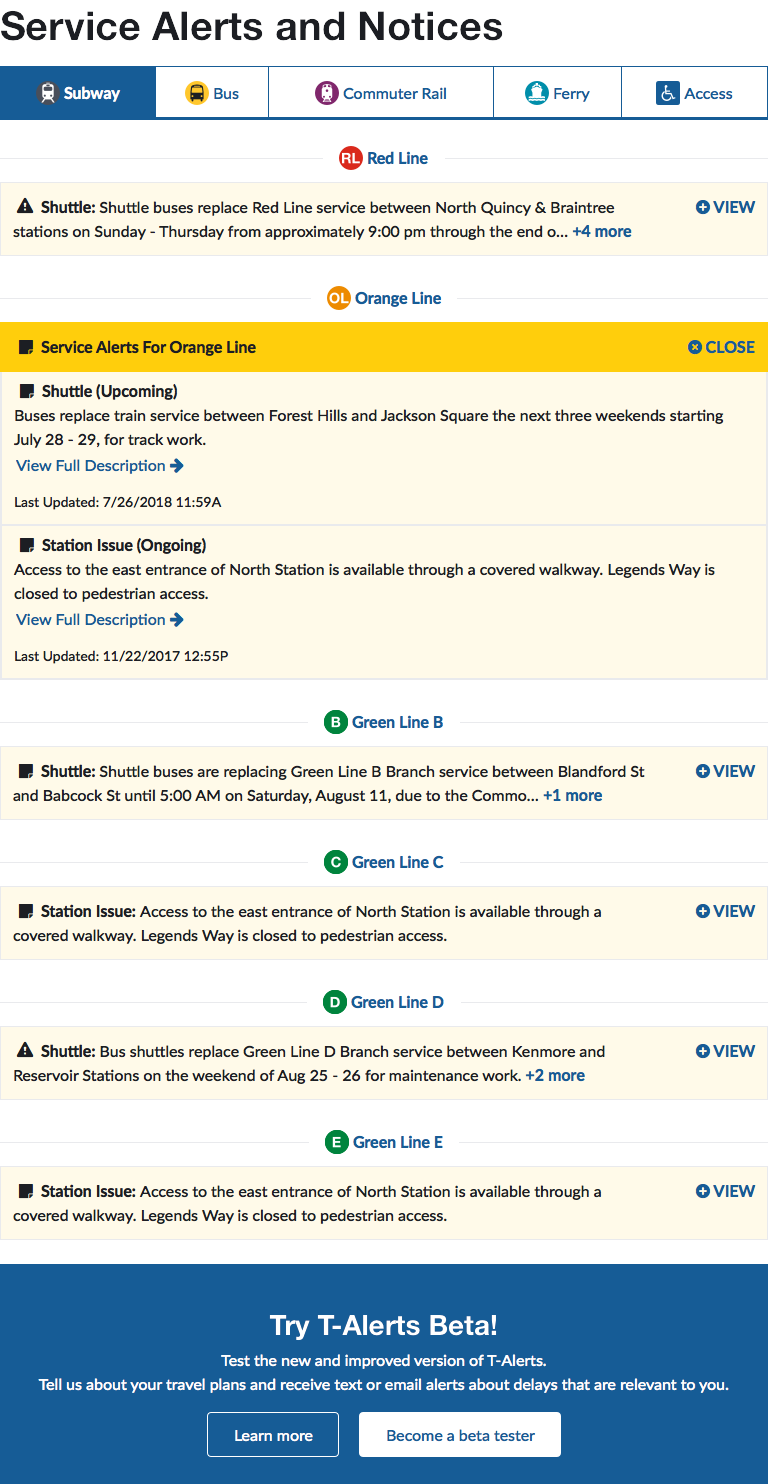 Service Alerts and Notices
Subway Bus Commuter Rail Ferry Access
RL Red Line
Shuttle: Shuttle buses replace Red Line service between North Quincy & Braintree VIEW
stations on Sunday - Thursday from approximately 9:00 pm through the end o... +4 more
OL Orange Line
Service Alerts For Orange Line CLOSE
Shuttle (Upcoming)
Buses replace train service between Forest Hills and Jackson Square the next three weekends starting
July 28 - 29, for track work.
View Full Description
Last Updated: 7/26/2018 11:59A
Station Issue (Ongoing)
Access to the east entrance of North Station is available through a covered walkway. Legends Way is
closed to pedestrian access.
View Full Description
Last Updated: 11/22/2017 12:55P
B Green Line B
Shuttle: Shuttle buses are replacing Green Line B Branch service between Blandford St VIEW
and Babcock St until 5:00 AM on Saturday, August 11, due to the Commo... +1 more
C Green Line C
Station Issue: Access to the east entrance of North Station is available through a VIEW
covered walkway. Legends Way is closed to pedestrian access.
D Green Line D
Shuttle: Bus shuttles replace Green Line D Branch service between Kenmore and VIEW
Reservoir Stations on the weekend of Aug 25 - 26 for maintenance work. +2 more
E Green Line E
Station Issue: Access to the east entrance of North Station is available through a VIEW
covered walkway. Legends Way is closed to pedestrian access.
Try T-Alerts Beta!
Test the new and improved version of T-Alerts.
Tell us about your travel plans and receive text or email alerts about delays that are relevant to you.
Learn more Become a beta tester